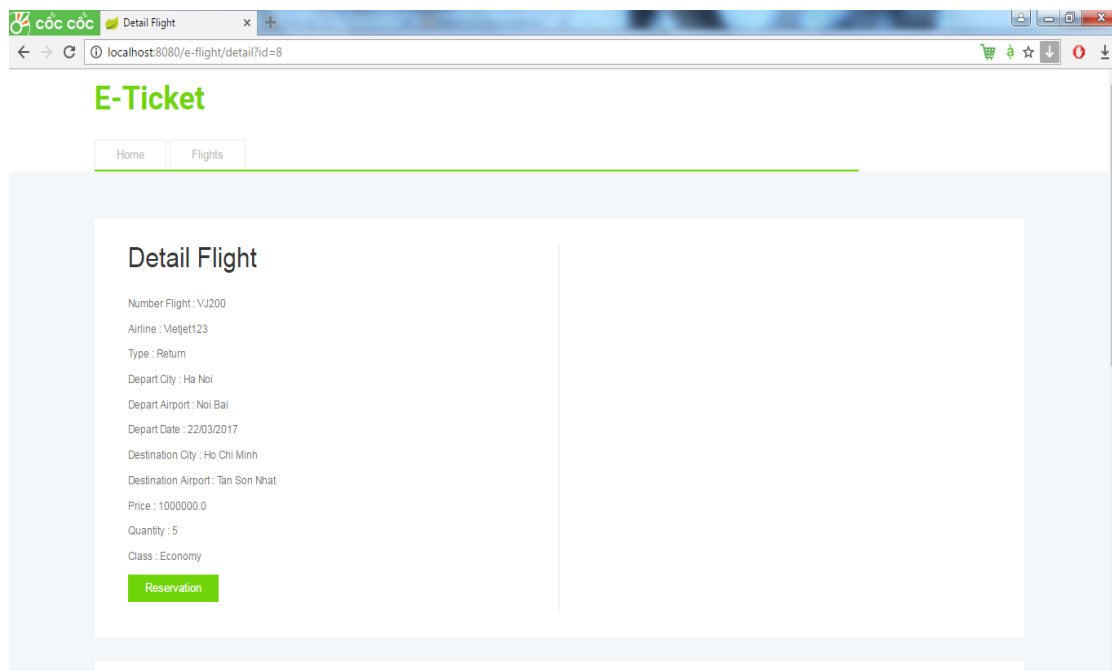 cốc cốc Detail Flight
localhost:8080/e-flight/detail?id=8
E-Ticket
Home Flights
Detail Flight
Number Flight : VJ200
Airline : Vietjet123
Type : Return
Depart City : Ha Noi
Depart Airport : Noi Bai
Depart Date : 22/03/2017
Destination City : Ho Chi Minh
Destination Airport : Tan Son Nhat
Price : 1000000.0
Quantity : 5
Class : Economy
Reservation